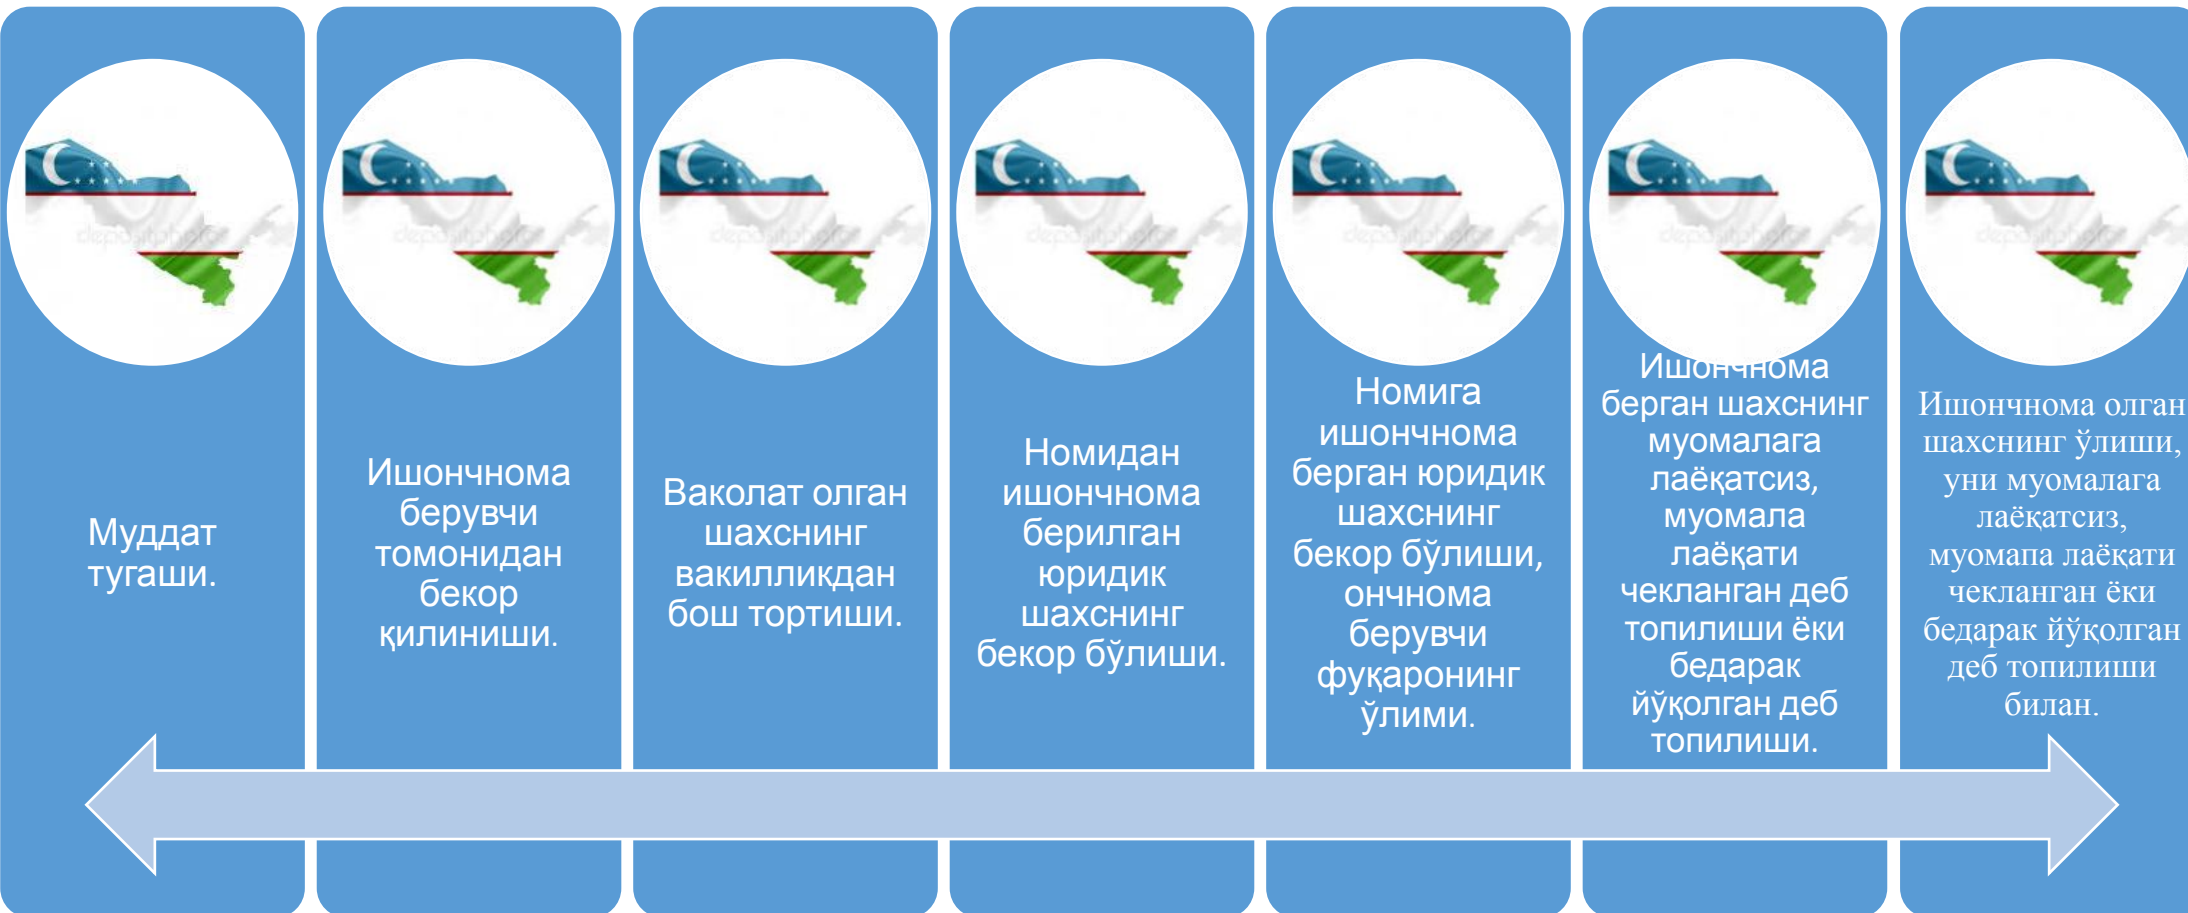 Муддат
тугаши.
Ишончнома
берувчи
томонидан
бекор
қилиниши.
Ваколат олган
шахснинг
вакилликдан
бош тортиши.
Номидан
ишончнома
берилган
юридик
шахснинг
бекор бўлиши.
Номига
ишончнома
берган юридик
шахснинг
бекор бўлиши,
ончнома
берувчи
фуқаронинг
ўлими.
Ишончнома
берган шахснинг
муомалага
лаёқатсиз,
муомала
лаёқати
чекланган деб
топилиши ёки
бедарак
йўқолган деб
топилиши.
Ишончнома олган
шахснинг ўлиши,
уни муомалага
лаёқатсиз,
муомапа лаёқати
чекланган ёки
бедарак йўқолган
деб топилиши
билан.